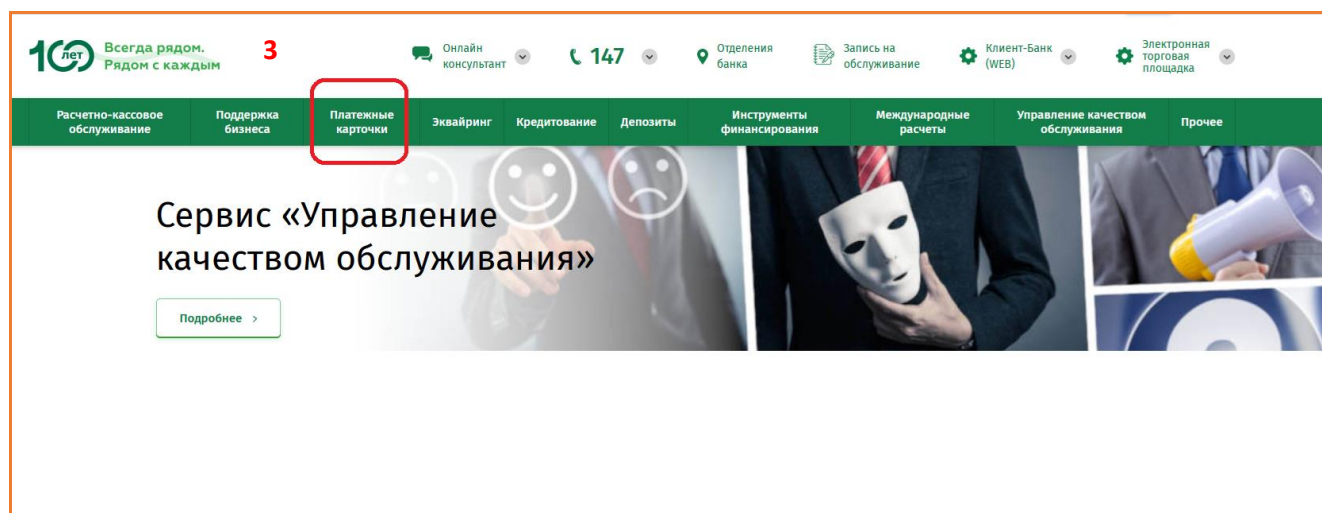 100 лет
Всегда рядом.
Рядом с каждым
3
Онлайн
консультант
147
Отделения
банка
Запись на
обслуживание
Клиент-Банк
(WEB)
Электронная
торговая
площадка
Расчетно-кассовое
обслуживание
Поддержка
бизнеса
Платежные
карточки
Эквайринг
Кредитование
Депозиты
Инструменты
финансирования
Международные
расчеты
Управление качеством
обслуживания
Прочее
Сервис «Управление
качеством обслуживания»
Подробнее >